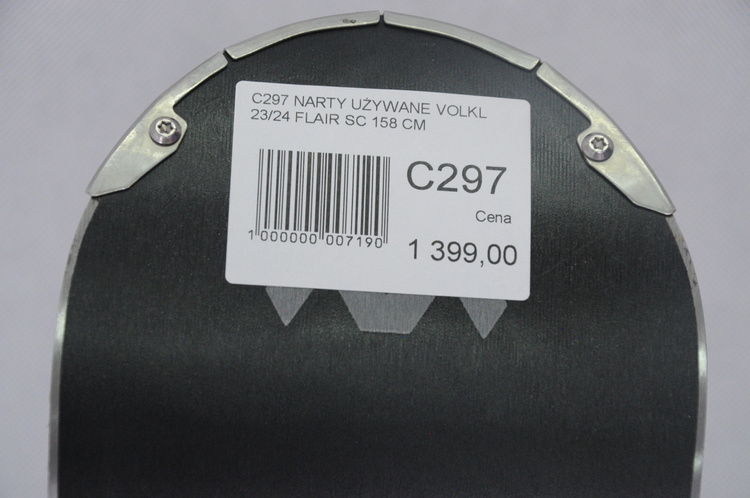 C297 NARTY UŻYWANE VOLKL
23/24 FLAIR SC 158 CM
C297
Cena
1 399,00
1 000000 007190